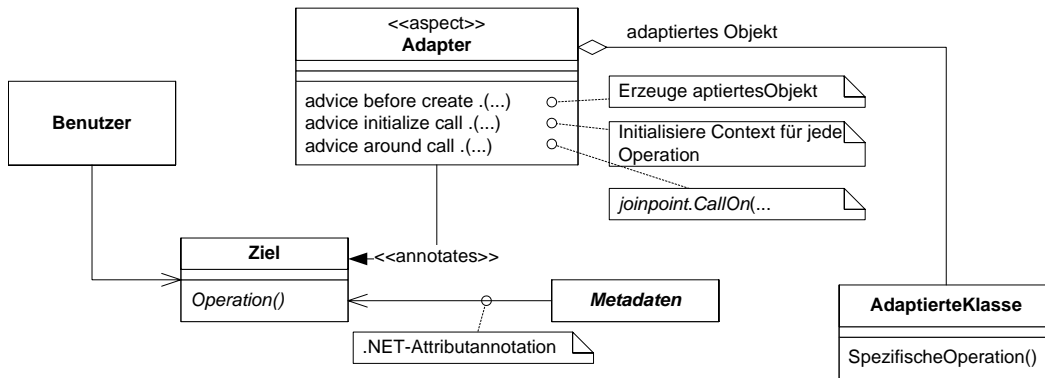 <<aspect>>
Adapter
adaptiertes Objekt
advice before create .(...)
advice initialize call .(...)
advice around call .(...)
Erzeuge aptiertesObjekt
Initialisiere Context für jede
Operation
joinpoint.CallOn(...
Benutzer
Ziel
<<annotates>>
Operation()
Metadaten
.NET-Attributannotation
AdaptierteKlasse
SpezifischeOperation()